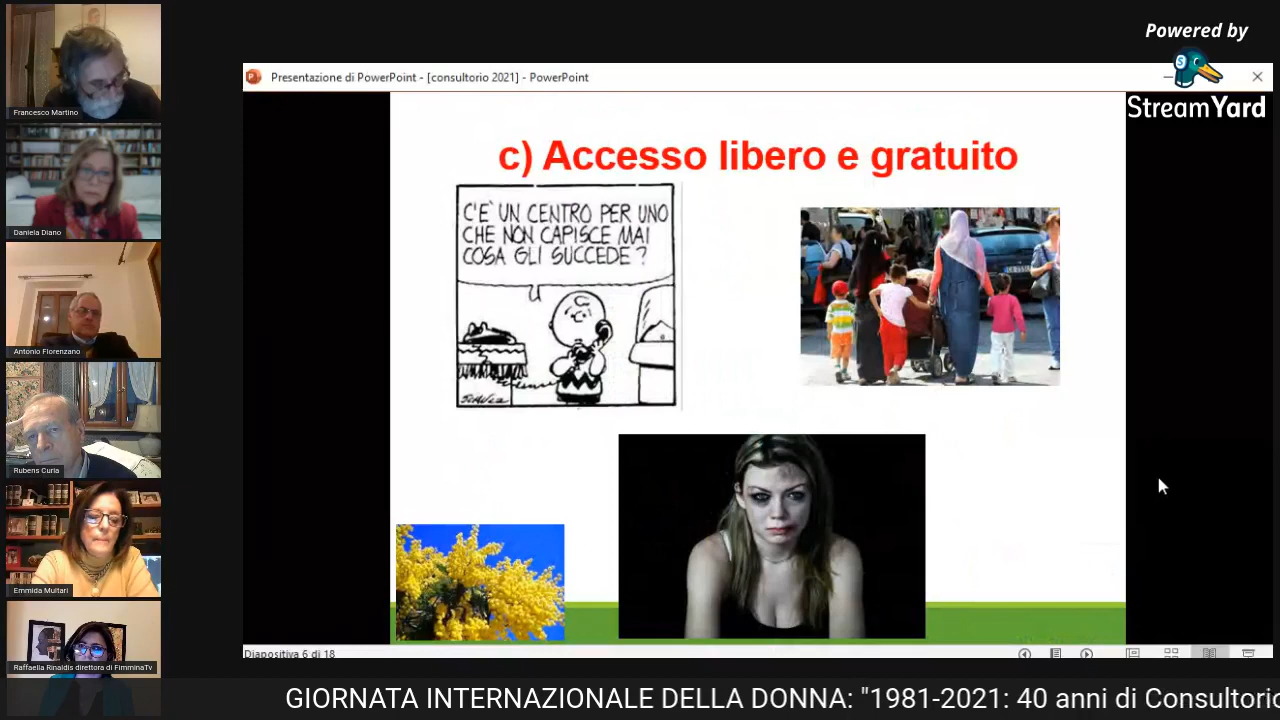 Powered by
StreamYard
Presentazione di PowerPoint - [consultorio 2021] - PowerPoint
c) Accesso libero e gratuito
C'È UN CENTRO PER UNO
CHE NON CAPISCE MAI
COSA GLI SUCCEDE?
Francesco Martino
Daniela Diano
Antonio Florenzano
Rubens Curia
Emmida Multari
Raffaella Rinaldis direttora di FimminaTv
Diapositiva 6 di 18
GIORNATA INTERNAZIONALE DELLA DONNA: "1981-2021: 40 anni di Consultorio